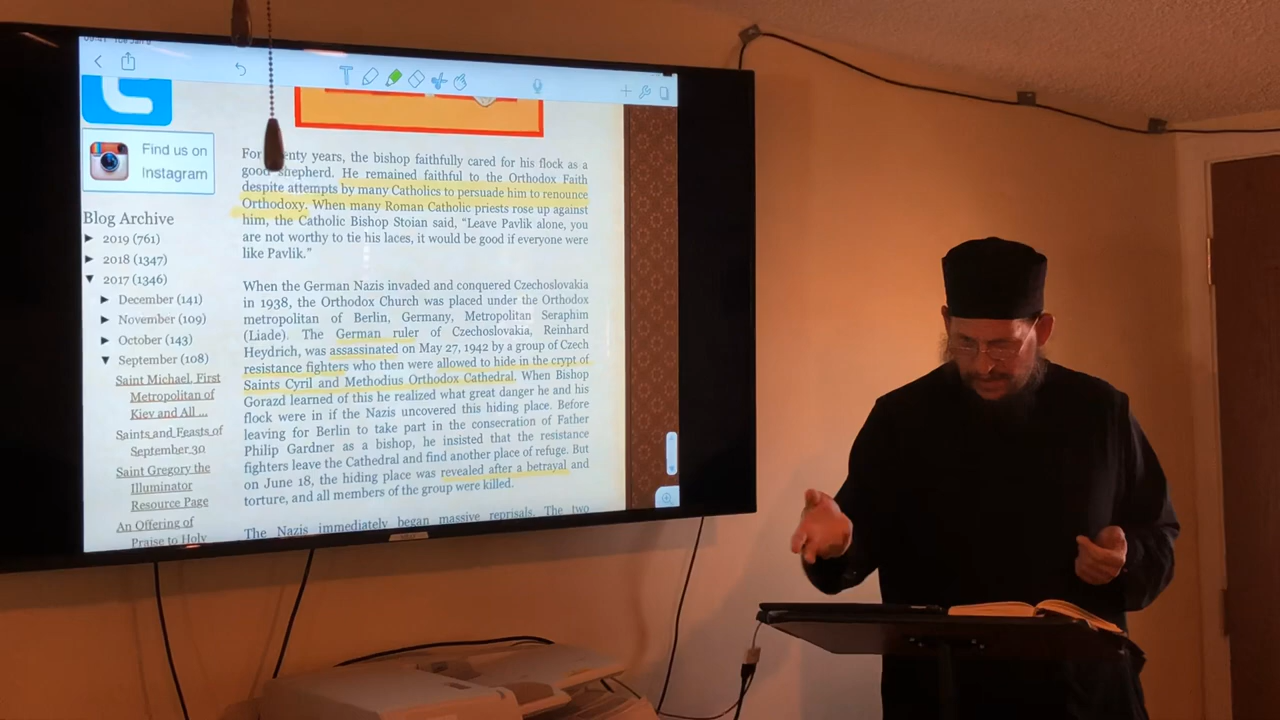 Find us on
Instagram
Blog Archive
► 2019 (761)
► 2018 (1347)
▼ 2017 (1346)
► December (141)
► November (109)
► October (143)
▼ September (108)
Saint Michael, First
Metropolitan of
Kiev and All ...
Saints and Feasts of
September 30
Saint Gregory the
Illuminator
Resource Page
An Offering of
Praise to Holy
For enty years, the bishop faithfully cared for his flock as a
good shepherd. He remained faithful to the Orthodox Faith
despite attempts by many Catholics to persuade him to renounce
Orthodoxy. When many Roman Catholic priests rose up against
him, the Catholic Bishop Stoian said, “Leave Pavlik alone, you
are not worthy to tie his laces, it would be good if everyone were
like Pavlik.”
When the German Nazis invaded and conquered Czechoslovakia
in 1938, the Orthodox Church was placed under the Orthodox
metropolitan of Berlin, Germany, Metropolitan Seraphim
(Liade). The German ruler of Czechoslovakia, Reinhard
Heydrich, was assassinated on May 27, 1942 by a group of Czech
resistance fighters who then were allowed to hide in the crypt of
Saints Cyril and Methodius Orthodox Cathedral. When Bishop
Gorazd learned of this he realized what great danger he and his
flock were in if the Nazis uncovered this hiding place. Before
leaving for Berlin to take part in the consecration of Father
Philip Gardner as a bishop, he insisted that the resistance
fighters leave the Cathedral and find another place of refuge. But
on June 18, the hiding place was revealed after a betrayal and
torture, and all members of the group were killed.
The Nazis immediately began massive reprisals. The two